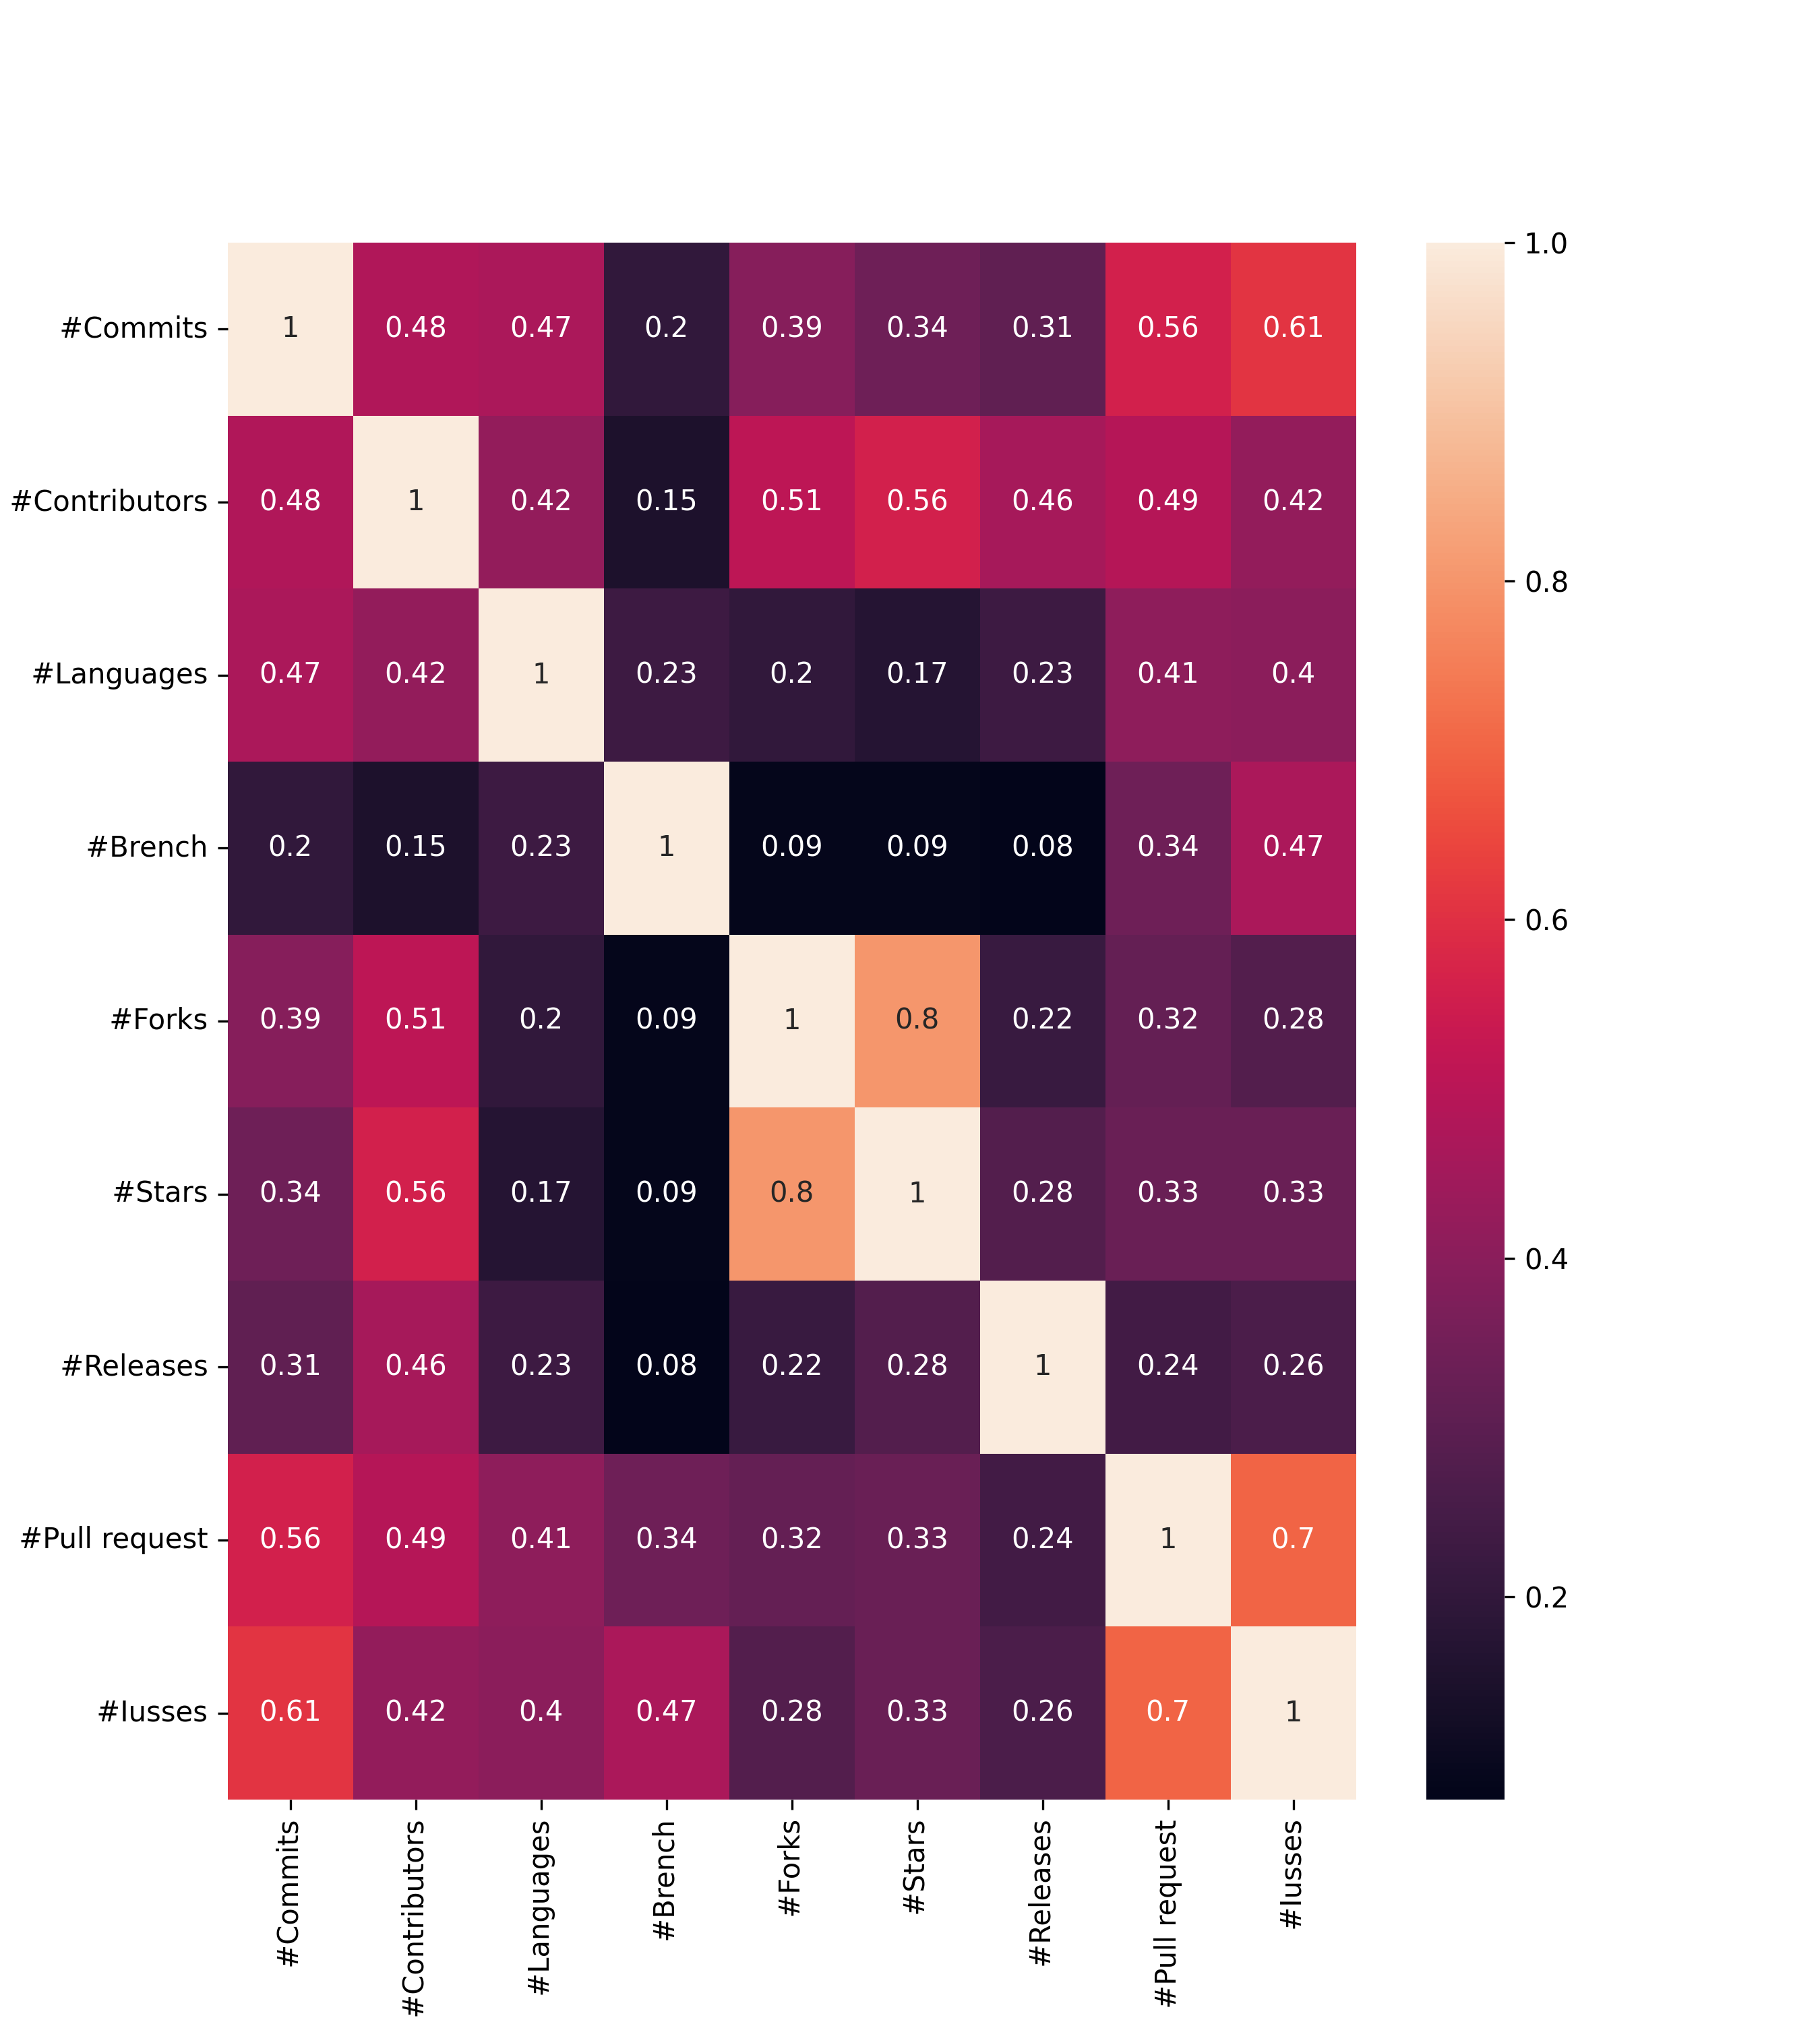 1.0
#Commits 1 0.48 0.47 0.2 0.39 0.34 0.31 0.56 0.61
#Contributors 0.48 1 0.42 0.15 0.51 0.56 0.46 0.49 0.42
0.8
#Languages 0.47 0.42 1 0.23 0.2 0.17 0.23 0.41 0.4
#Brench 0.2 0.15 0.23 1 0.09 0.09 0.08 0.34 0.47
0.6
#Forks 0.39 0.51 0.2 0.09 1 0.8 0.22 0.32 0.28
#Stars 0.34 0.56 0.17 0.09 0.8 1 0.28 0.33 0.33
0.4
#Releases 0.31 0.46 0.23 0.08 0.22 0.28 1 0.24 0.26
#Pull request 0.56 0.49 0.41 0.34 0.32 0.33 0.24 1 0.7
0.2
#Iusses 0.61 0.42 0.4 0.47 0.28 0.33 0.26 0.7 1
#Commits
#Contributors
#Languages
#Brench
#Forks
#Stars
#Releases
#Pull request
#Iusses